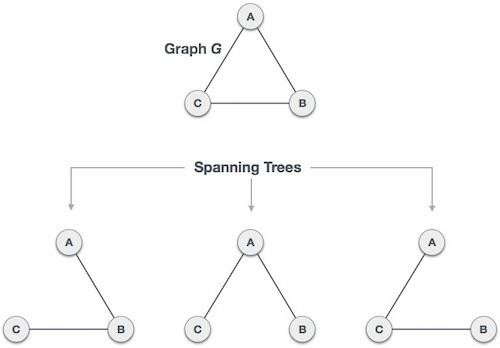 A
Graph G
C B
Spanning Trees
A A A
C B C B C B